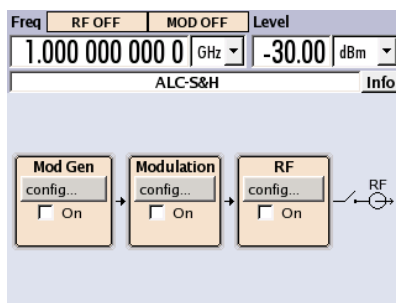 Freq RF OFF MOD OFF Level
1.000 000 000 0 GHz -30.00 dBm
ALC-S&H Info
Mod Gen Modulation RF
config... config... config... RF
On On On